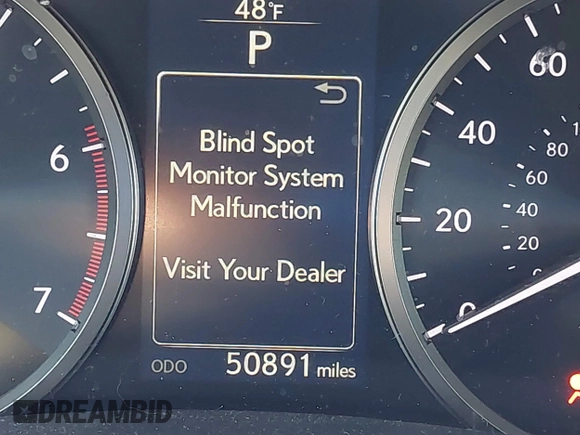 48°F
P
Blind Spot
Monitor System
Malfunction
Visit Your Dealer
ODO 50891 miles
6
7
60
40
20
0
80
60
40
20
DREAMBID